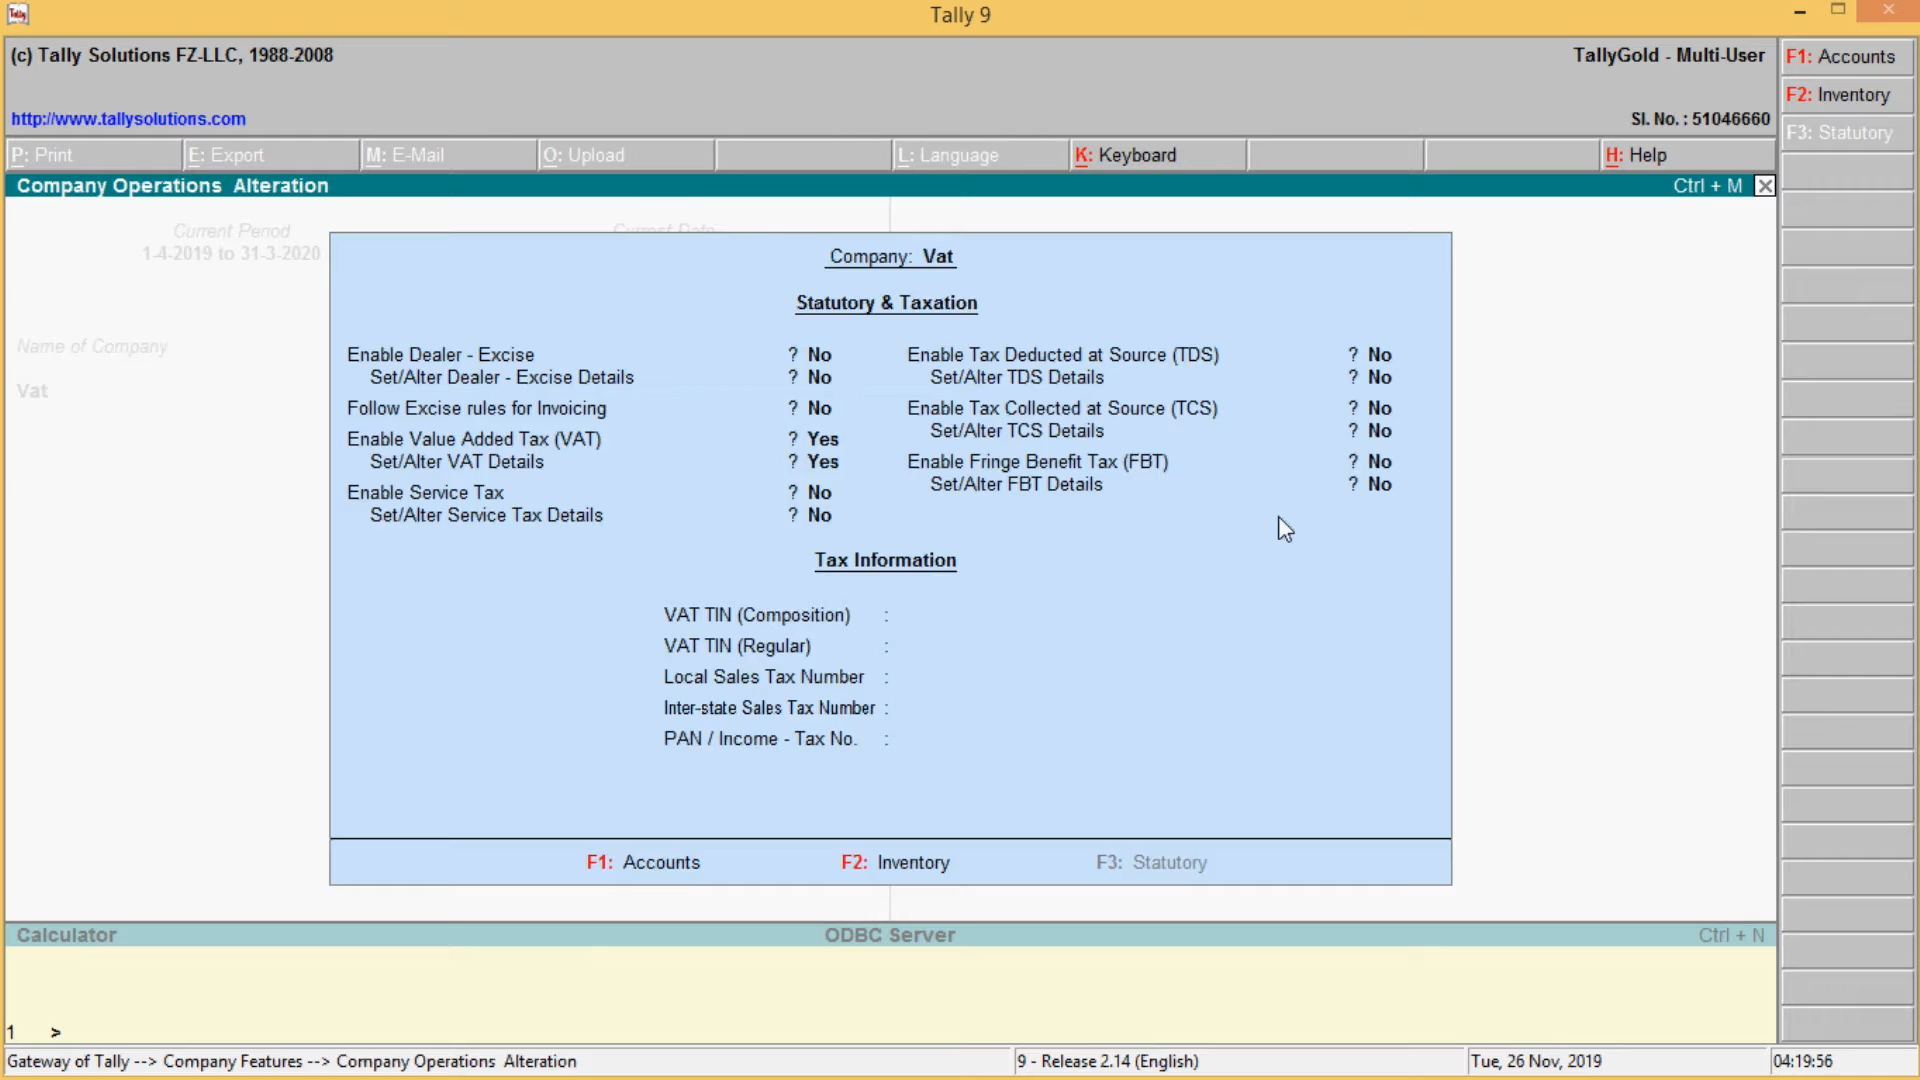 Tally
Tally 9
(c) Tally Solutions FZ-LLC, 1988-2008
TallyGold - Multi-User
http://www.tallysolutions.com
Sl. No. : 51046660
F1: Accounts
F2: Inventory
F3: Statutory
P: Print
E: Export
M: E-Mail
O: Upload
L: Language
K: Keyboard
H: Help
Company Operations Alteration
Ctrl + M
Current Period
1-4-2019 to 31-3-2020
Current Date
Name of Company
Vat
Company: Vat
Statutory & Taxation
Enable Dealer - Excise ? No
Set/Alter Dealer - Excise Details ? No
Follow Excise rules for Invoicing ? No
Enable Value Added Tax (VAT) ? Yes
Set/Alter VAT Details ? Yes
Enable Service Tax ? No
Set/Alter Service Tax Details ? No
Enable Tax Deducted at Source (TDS) ? No
Set/Alter TDS Details ? No
Enable Tax Collected at Source (TCS) ? No
Set/Alter TCS Details ? No
Enable Fringe Benefit Tax (FBT) ? No
Set/Alter FBT Details ? No
Tax Information
VAT TIN (Composition) :
VAT TIN (Regular) :
Local Sales Tax Number :
Inter-state Sales Tax Number :
PAN / Income - Tax No. :
F1: Accounts
F2: Inventory
F3: Statutory
Calculator
ODBC Server
Ctrl + N
1 >
Gateway of Tally --> Company Features --> Company Operations Alteration
9 - Release 2.14 (English)
Tue, 26 Nov, 2019
04:19:56